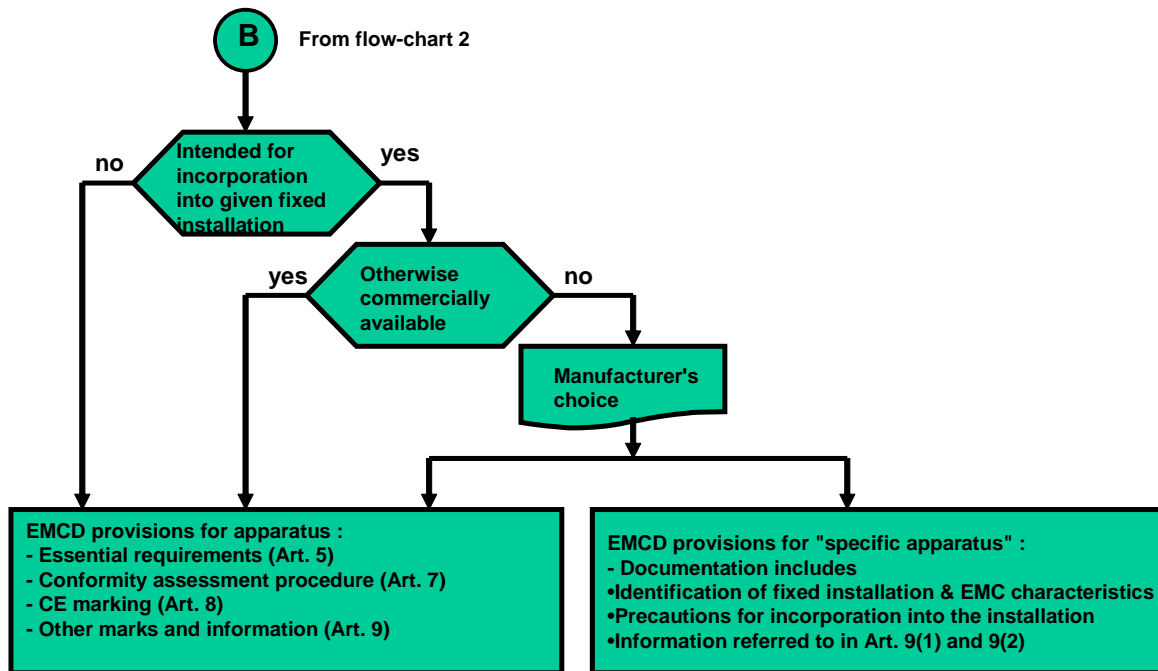 B
From flow-chart 2
no
Intended for
incorporation
into given fixed
installation
yes
yes
Otherwise
commercially
available
no
Manufacturer's
choice
EMCD provisions for apparatus :
- Essential requirements (Art. 5)
- Conformity assessment procedure (Art. 7)
- CE marking (Art. 8)
- Other marks and information (Art. 9)
EMCD provisions for "specific apparatus" :
- Documentation includes
•Identification of fixed installation & EMC characteristics
•Precautions for incorporation into the installation
•Information referred to in Art. 9(1) and 9(2)